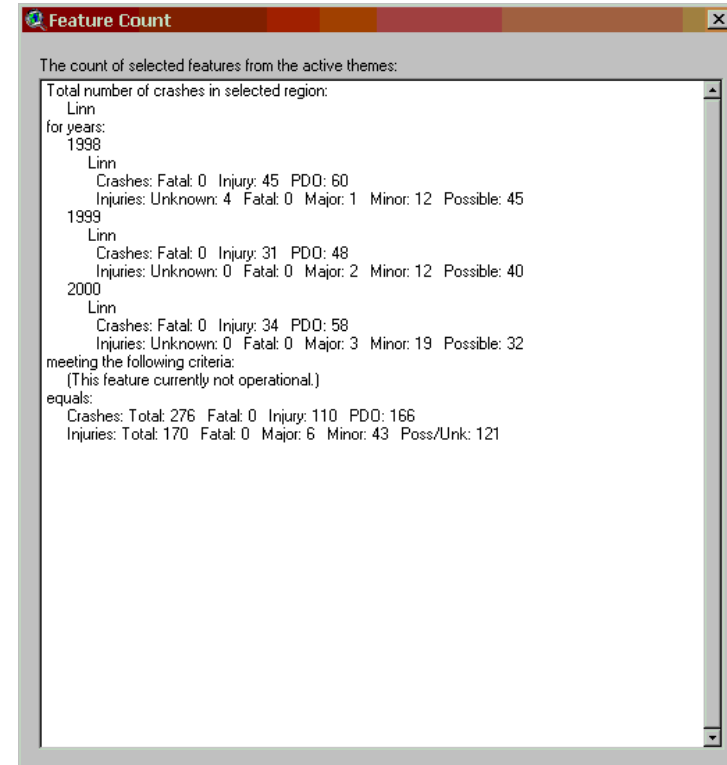 Feature Count
The count of selected features from the active themes:
Total number of crashes in selected region:
Linn
for years:
1998
Linn
Crashes: Fatal: 0 Injury: 45 PDO: 60
Injuries: Unknown: 4 Fatal: 0 Major: 1 Minor: 12 Possible: 45
1999
Linn
Crashes: Fatal: 0 Injury: 31 PDO: 48
Injuries: Unknown: 0 Fatal: 0 Major: 2 Minor: 12 Possible: 40
2000
Linn
Crashes: Fatal: 0 Injury: 34 PDO: 58
Injuries: Unknown: 0 Fatal: 0 Major: 3 Minor: 19 Possible: 32
meeting the following criteria:
(This feature currently not operational.)
equals:
Crashes: Total: 276 Fatal: 0 Injury: 110 PDO: 166
Injuries: Total: 170 Fatal: 0 Major: 6 Minor: 43 Poss/Unk: 121